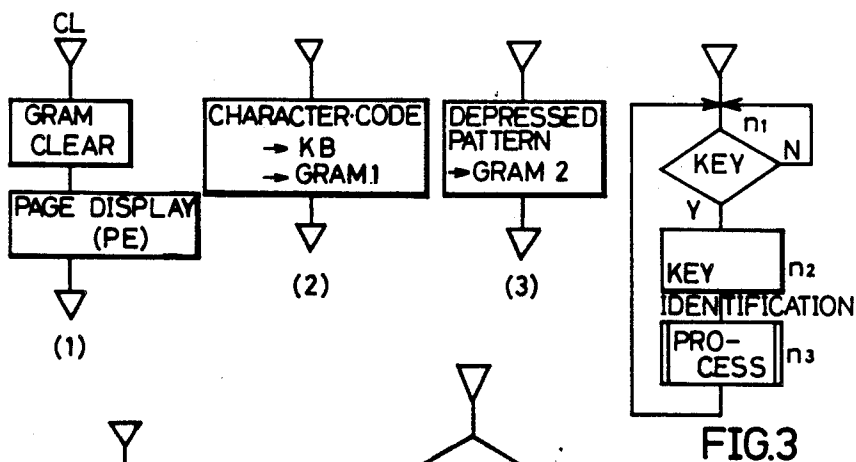 CL
GRAM
CLEAR
PAGE DISPLAY
(PE)
(1)
CHARACTER·CODE
→ KB
→ GRAM.1
(2)
DEPRESSED
PATTERN
→ GRAM 2
(3)
n1
KEY
N
Y
KEY
n2
IDENTIFICATION
PRO-
CESS
n3
FIG.3